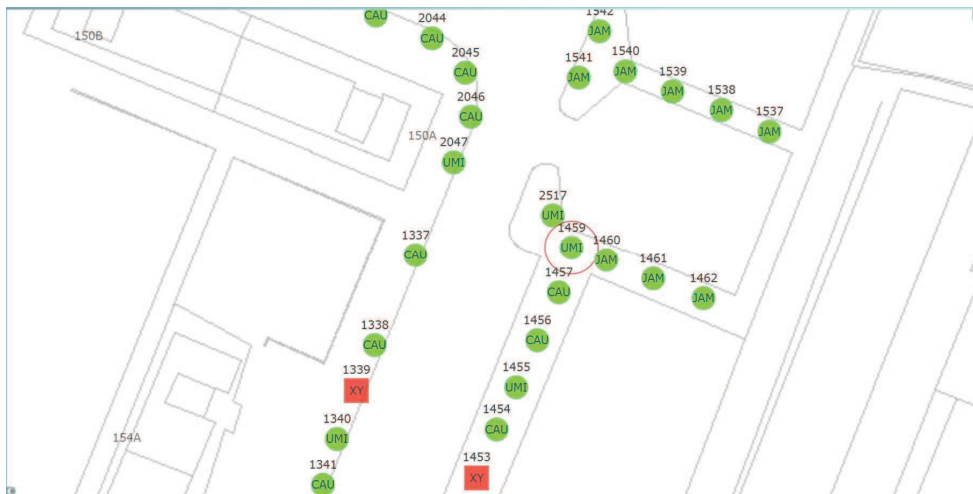 1542
CAU
2044
JAM
150B
CAU
1540
2045
1541
JAM
1539
CAU
JAM
JAM
1538
2046
JAM
1537
CAU
JAM
150A
2047
UMI
2517
UMI
1459
1337
UMI
1460
CAU
JAM
1461
1457
JAM
1462
CAU
JAM
1338
1456
CAU
CAU
1339
1455
XY
UMI
1340
1454
154A
UMI
CAU
1341
1453
CAU
XY